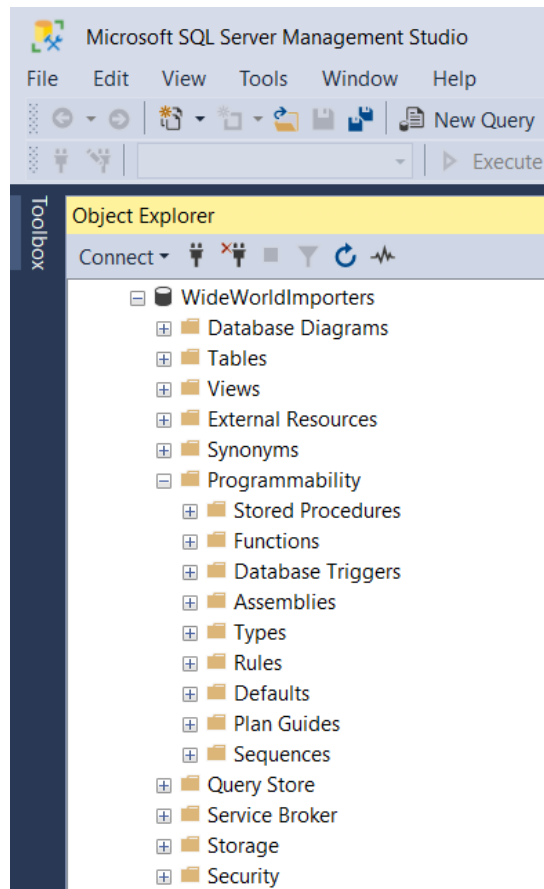 Microsoft SQL Server Management Studio
File Edit View Tools Window Help
New Query
Execute
Toolbox
Object Explorer
Connect
WideWorldImporters
Database Diagrams
Tables
Views
External Resources
Synonyms
Programmability
Stored Procedures
Functions
Database Triggers
Assemblies
Types
Rules
Defaults
Plan Guides
Sequences
Query Store
Service Broker
Storage
Security